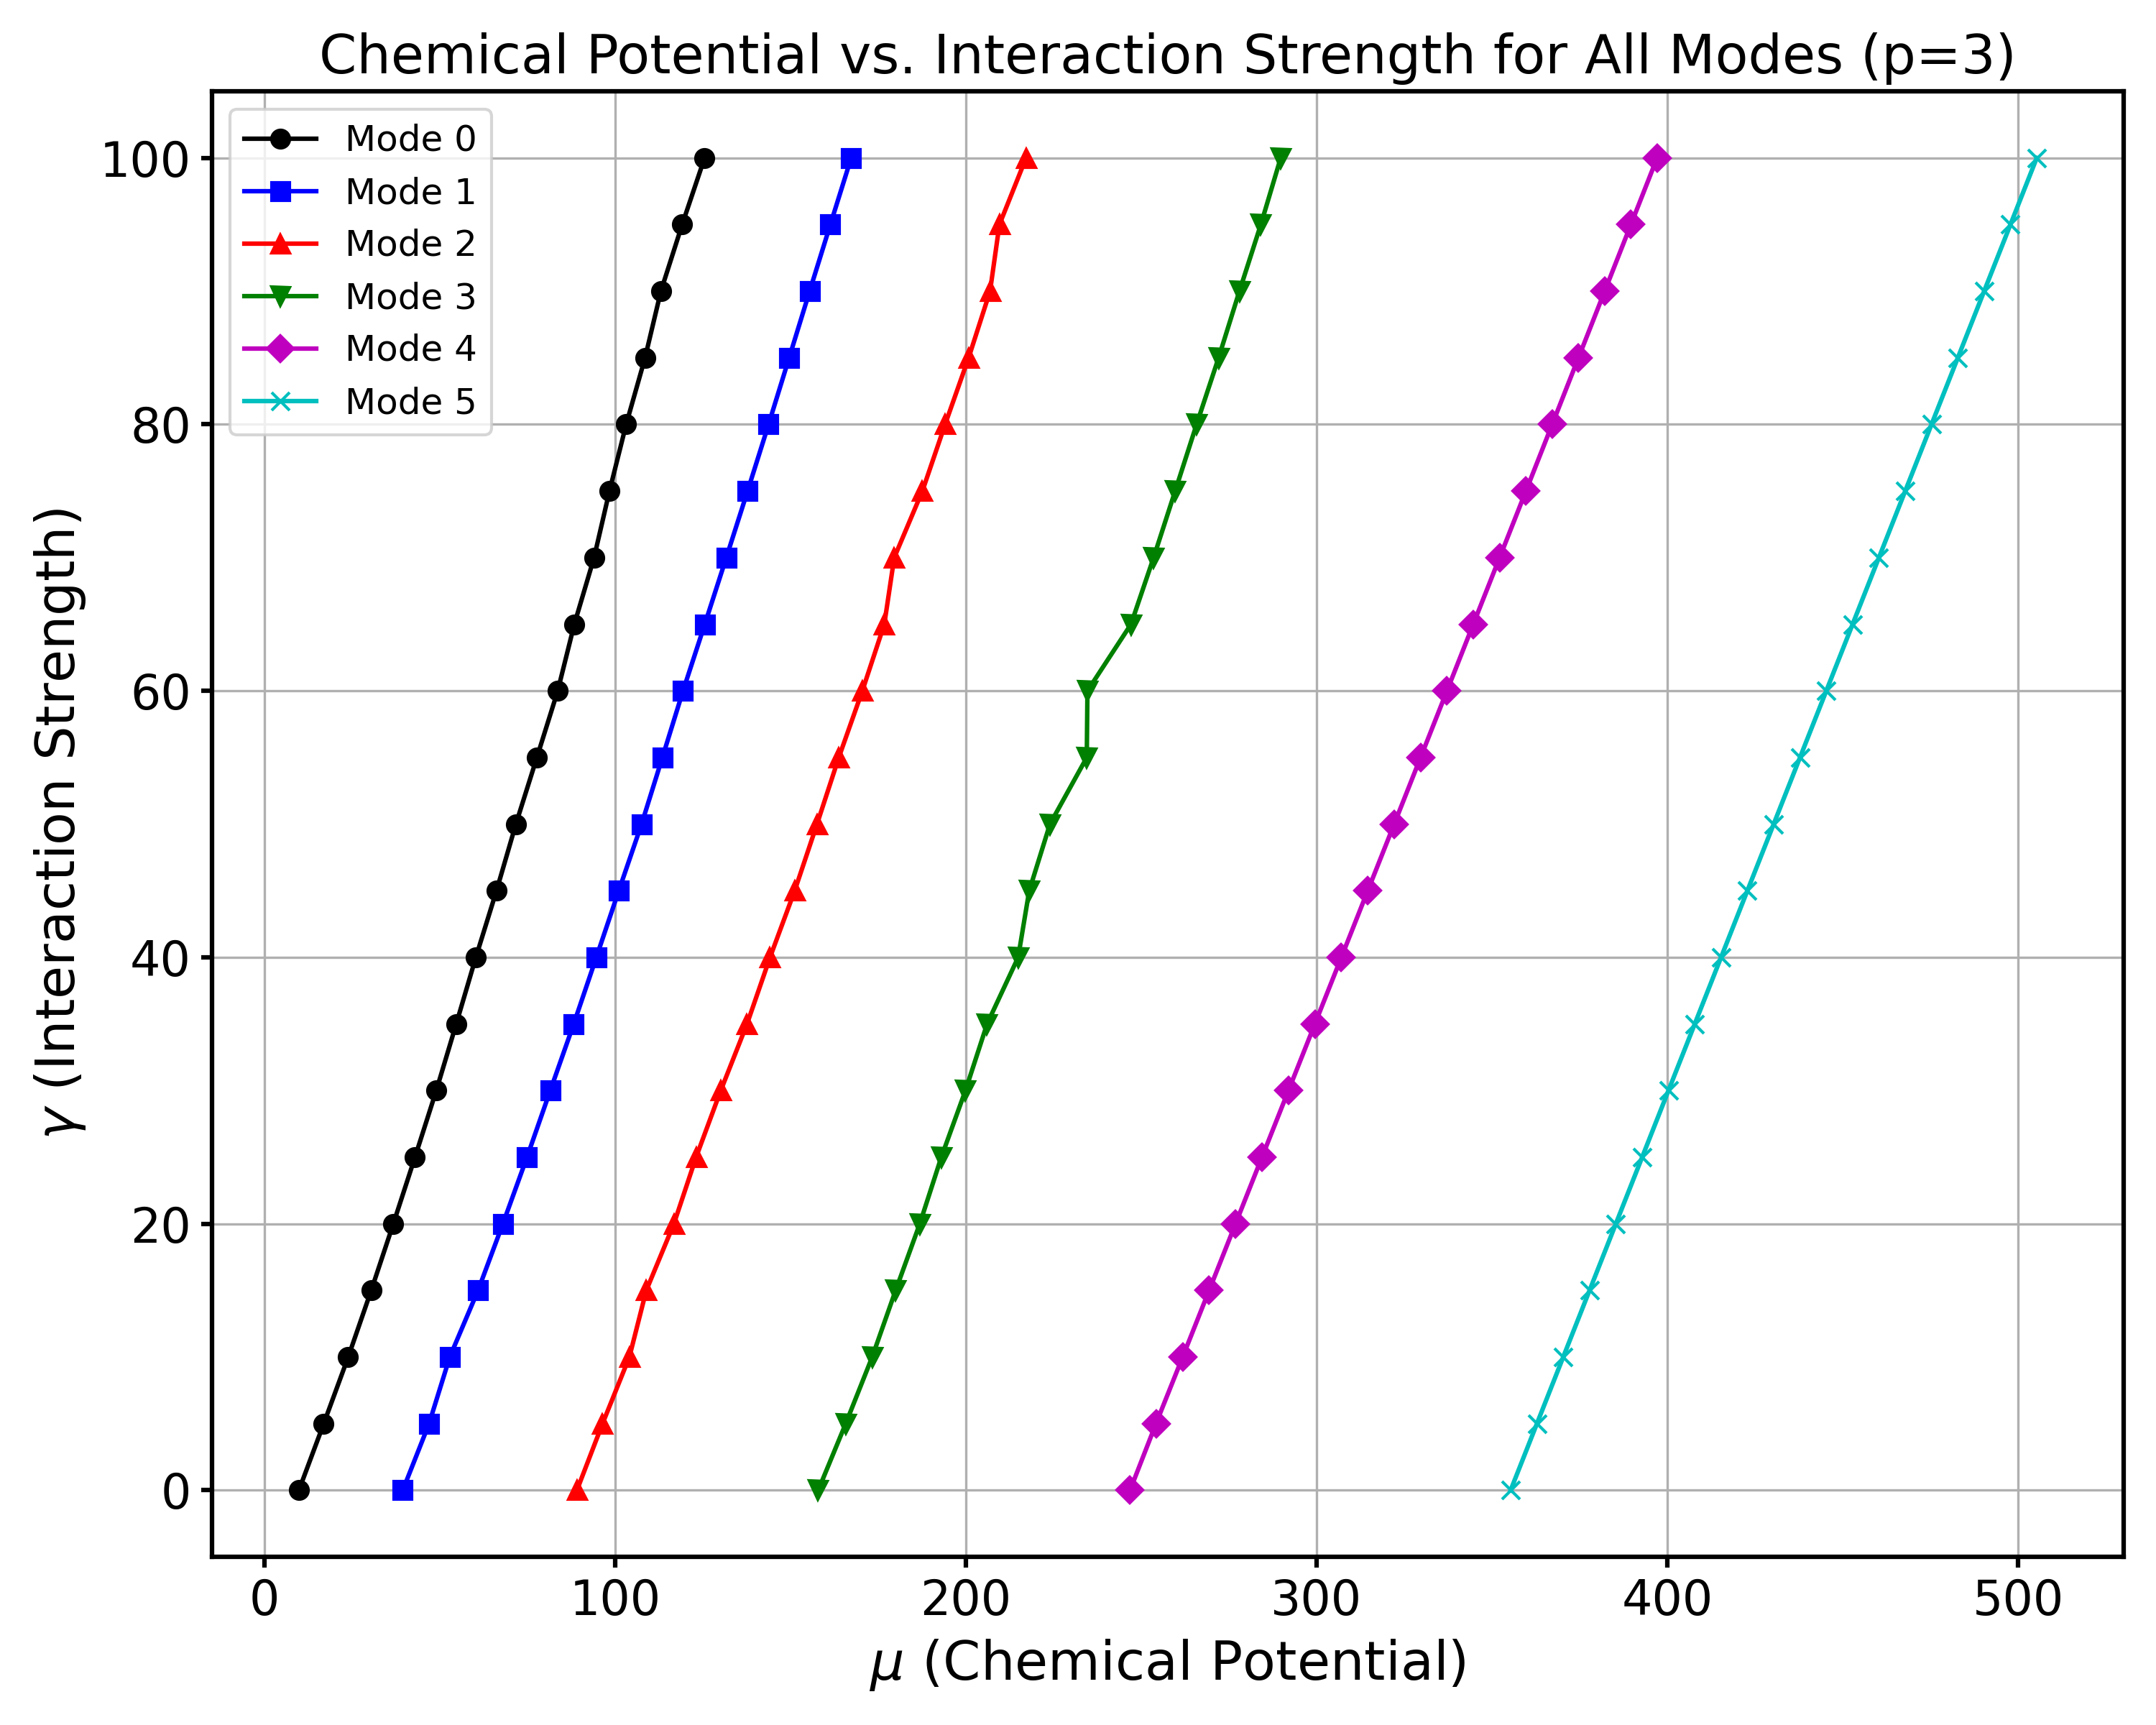 Chemical Potential vs. Interaction Strength for All Modes (p=3)
Mode 0
Mode 1
Mode 2
Mode 3
Mode 4
Mode 5
γ (Interaction Strength)
100
80
60
40
20
0
0 100 200 300 400 500
μ (Chemical Potential)